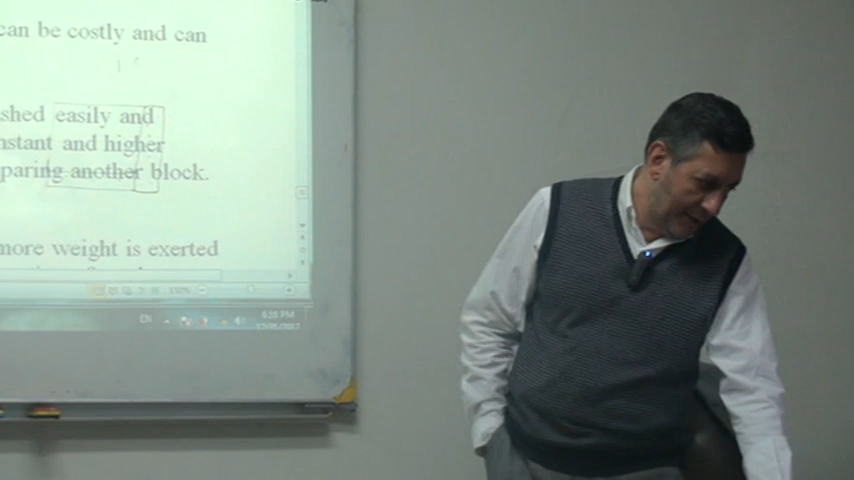 can be costly and can
shed easily and
nstant and higher
paring another block.
more weight is exerted
150%
EN